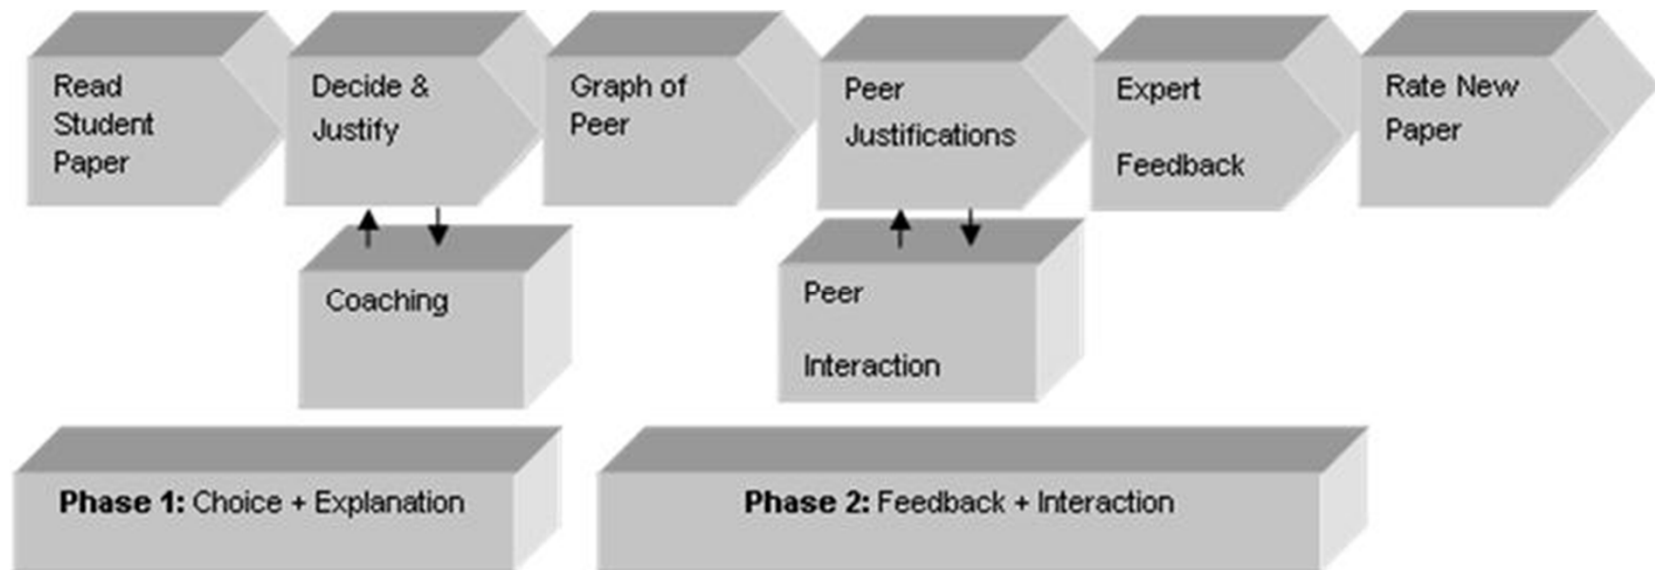 Read
Student
Paper
Decide &
Justify
Graph of
Peer
Peer
Justifications
Expert
Feedback
Rate New
Paper
Coaching
Peer
Interaction
Phase 1: Choice + Explanation
Phase 2: Feedback + Interaction